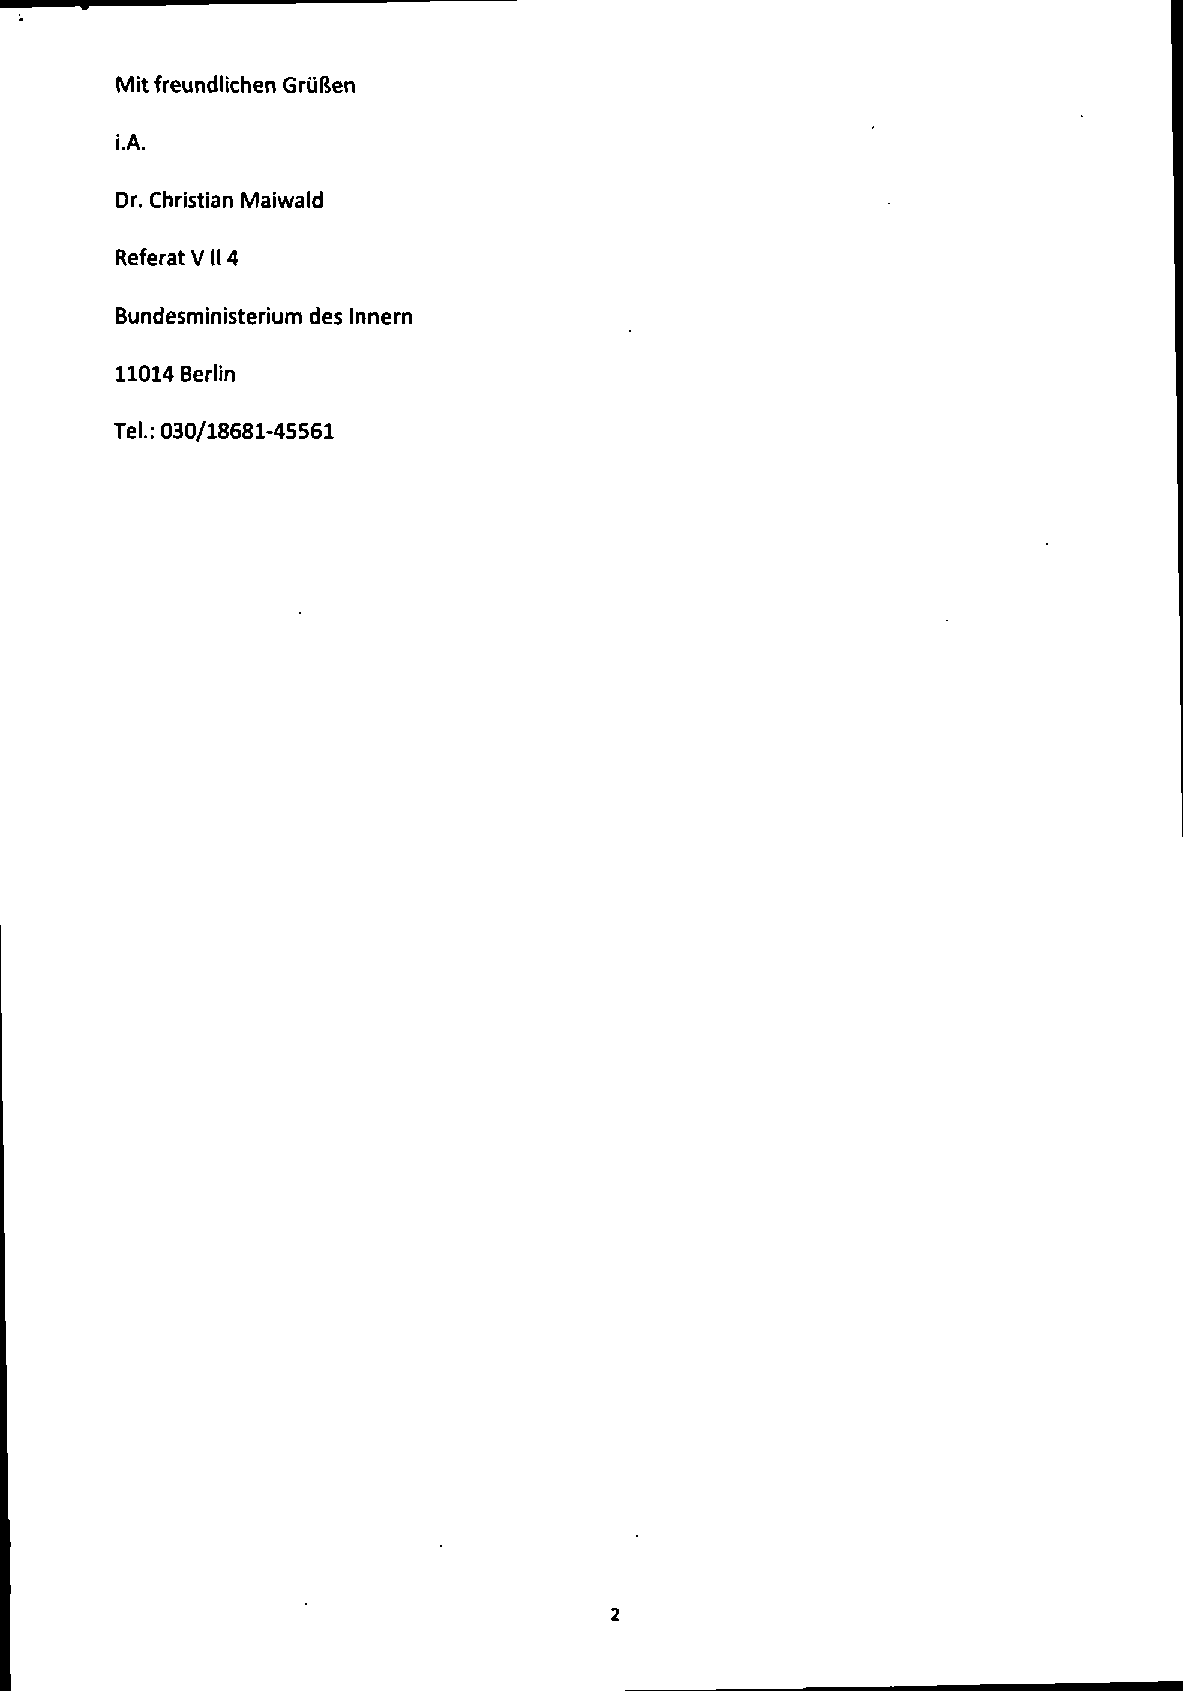 Mit freundlichen Grüßen
i.A.
Dr. Christian Maiwald
Referat V II 4
Bundesministerium des Innern
11014 Berlin
Tel.: 030/18681-45561
2